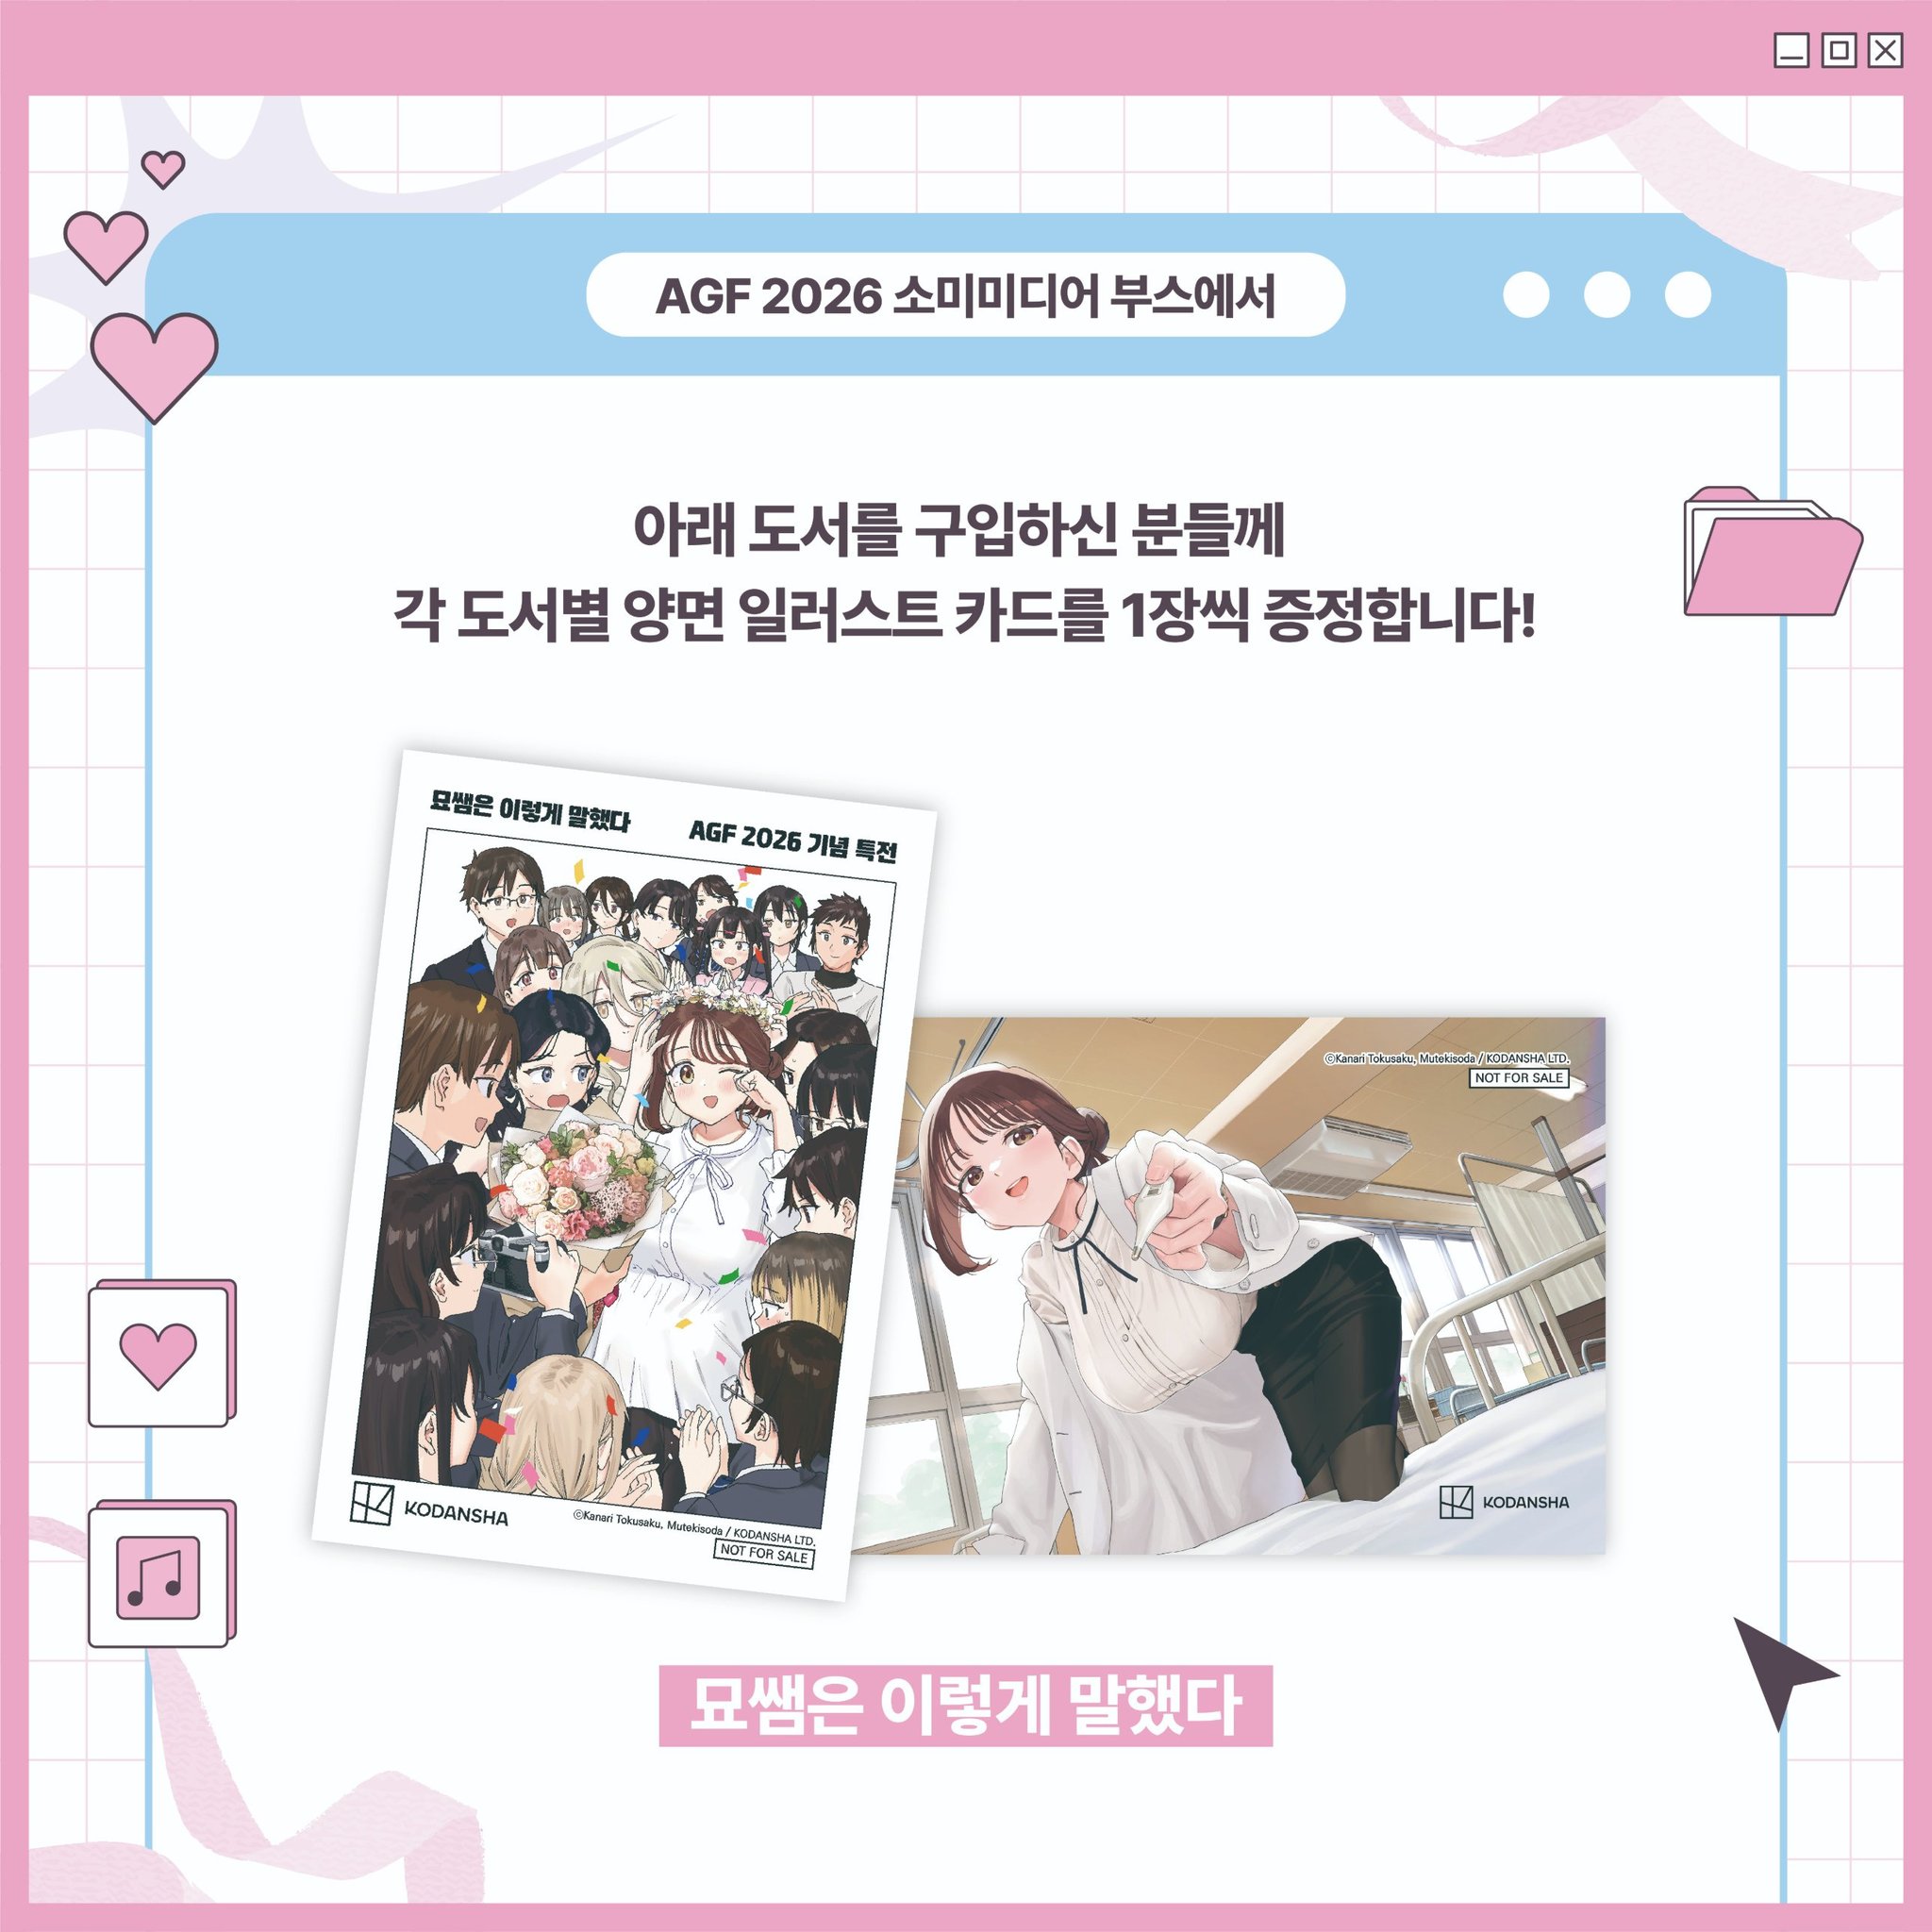 AGF 2026 소미미디어 부스에서
아래 도서를 구입하신 분들께
각 도서별 양면 일러스트 카드를 1장씩 증정합니다!
묘쌤은 이렇게 말했다
AGF 2026 기념 특전
KODANSHA
©Kanari Tokusaku, Mutekisoda / KODANSHA LTD.
NOT FOR SALE
©Kanari Tokusaku, Mutekisoda / KODANSHA LTD.
NOT FOR SALE
KODANSHA
묘쌤은 이렇게 말했다